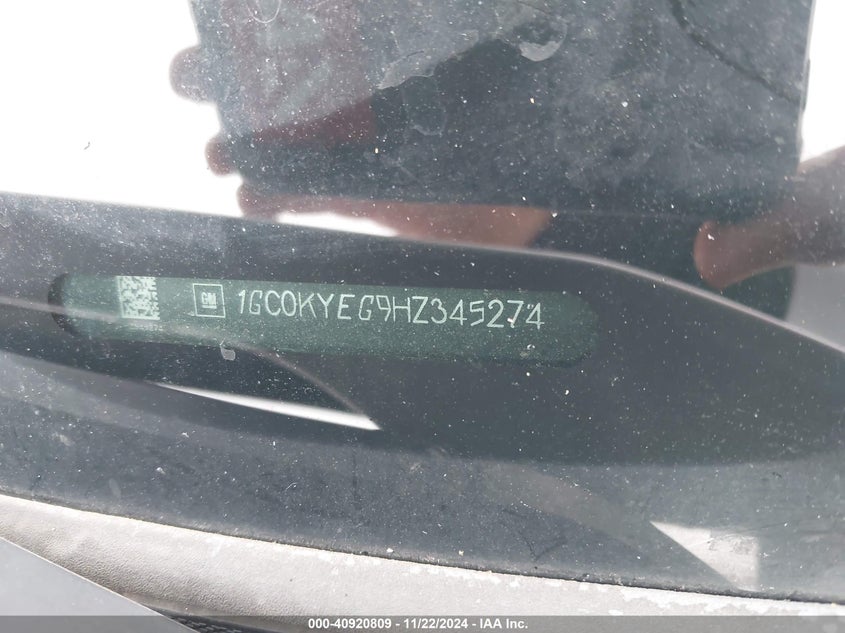 GM 1GC0KYEG9HZ345274
000-40920809 - 11/22/2024 - IAA Inc.